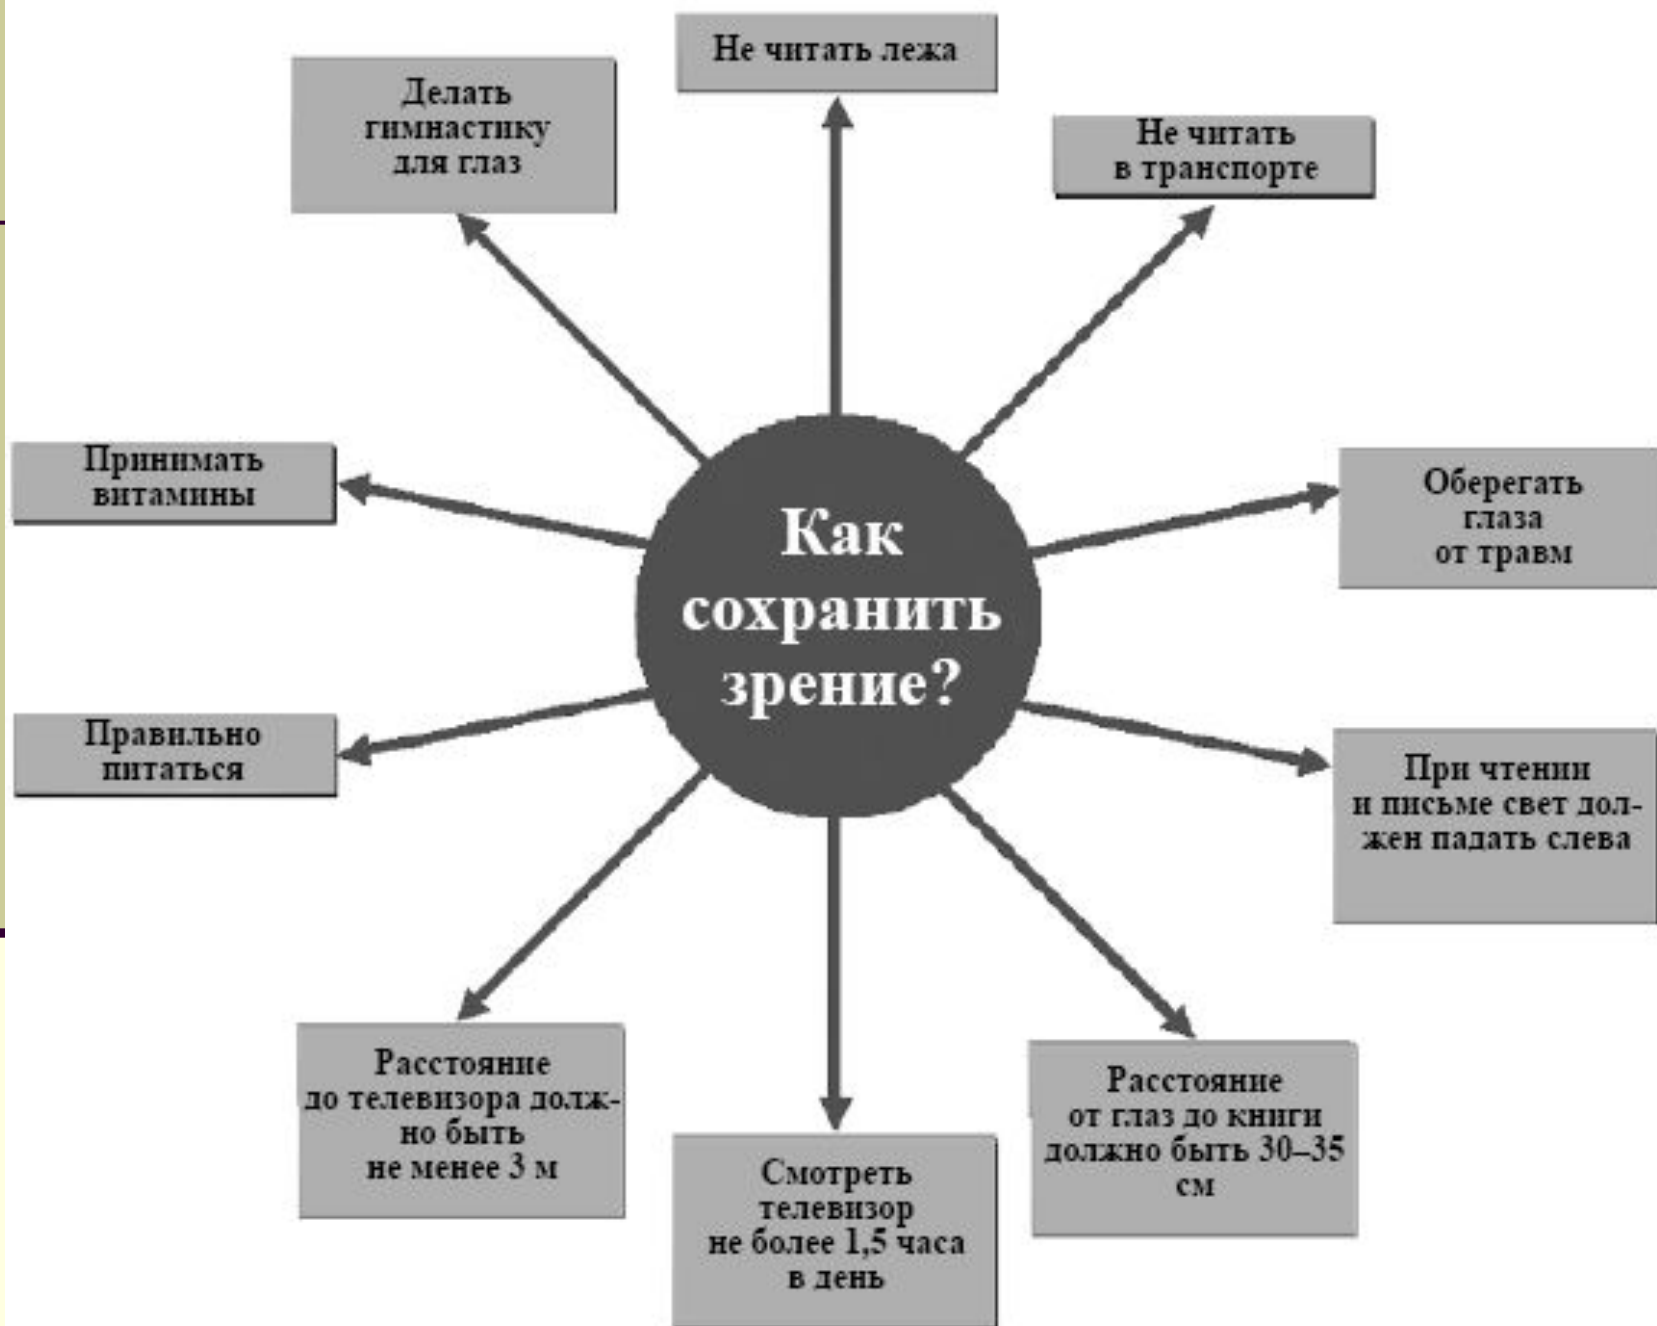 Не читать лежа
Делать
гимнастику
для глаз
Не читать
в транспорте
Принимать
витамины
Оберегать
глаза
от травм
Как
сохранить
зрение?
Правильно
питаться
При чтении
и письме свет дол-
жен падать слева
Расстояние
до телевизора долж-
но быть
не менее 3 м
Смотреть
телевизор
не более 1,5 часа
в день
Расстояние
от глаз до книги
должно быть 30–35
см